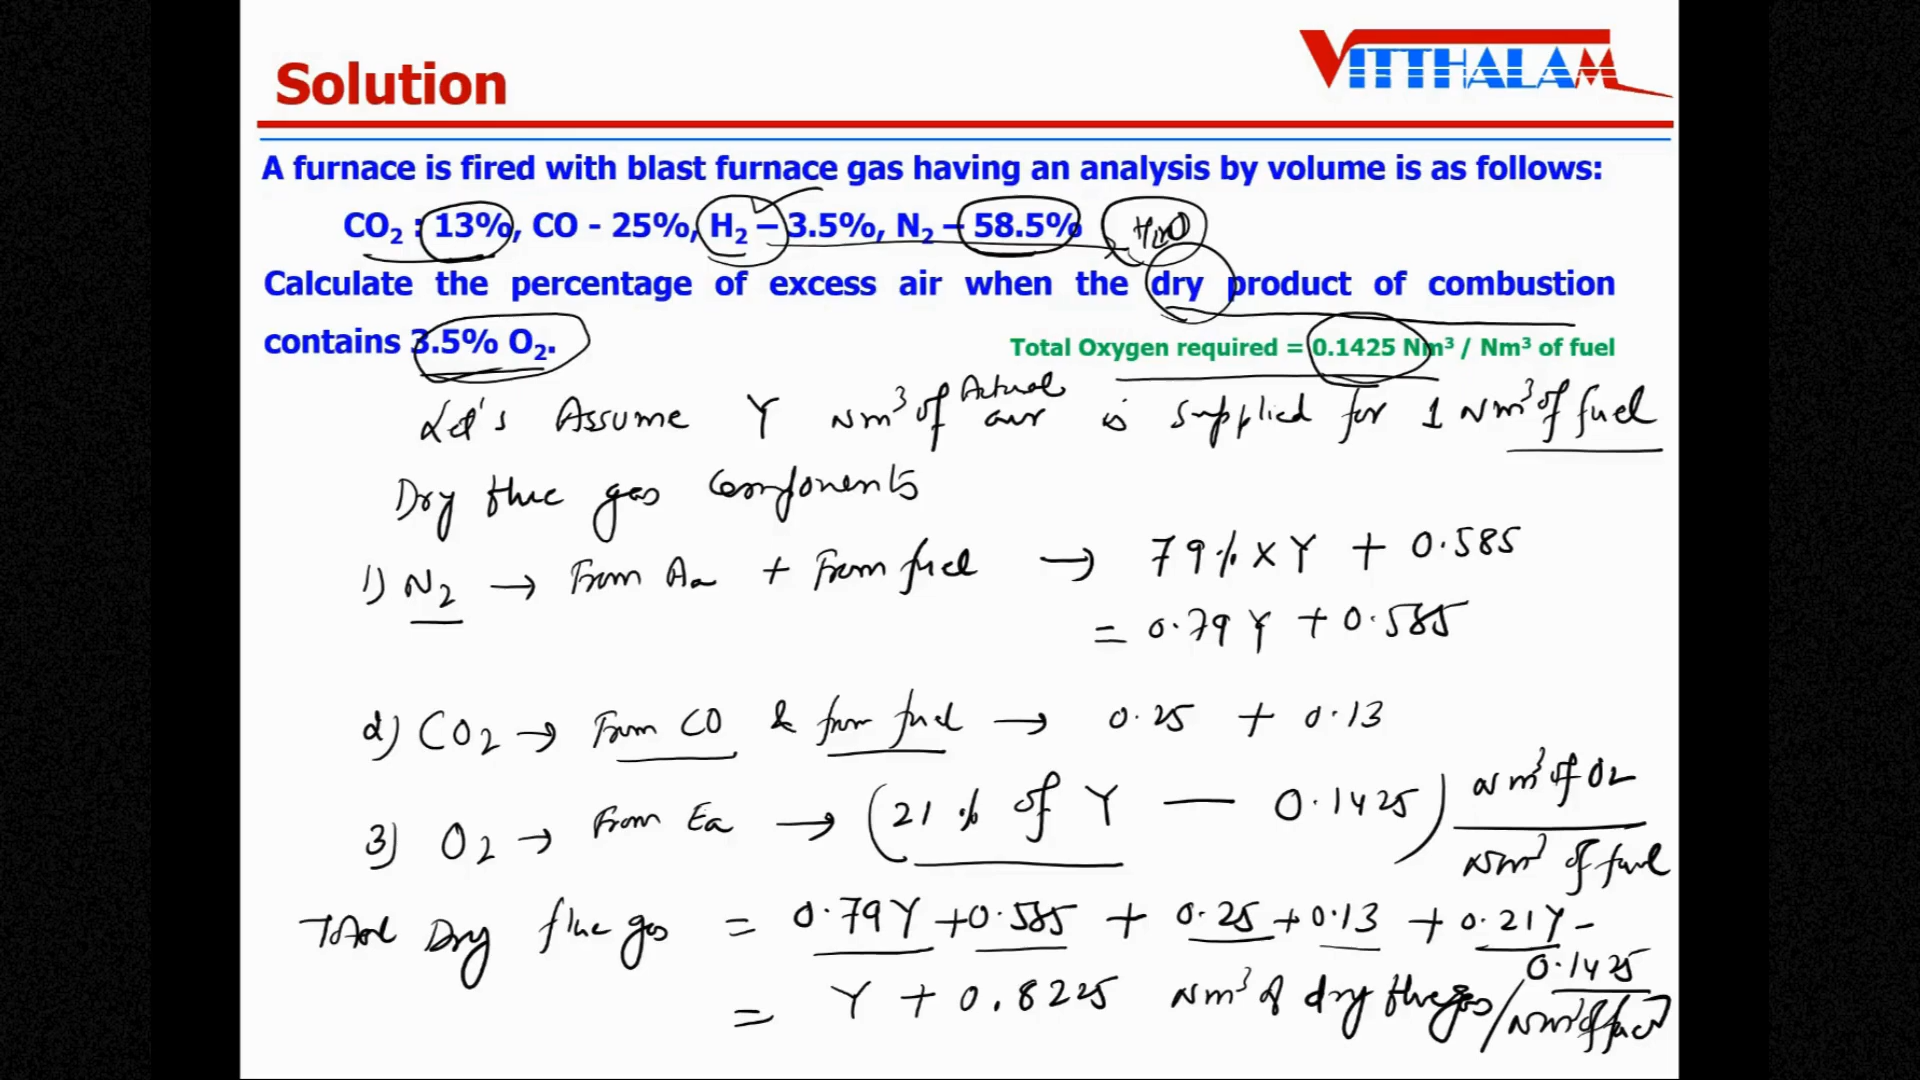 Solution
VITTHALAM
A furnace is fired with blast furnace gas having an analysis by volume is as follows:
CO₂ : 13%, CO - 25%, H₂ – 3.5%, N₂ – 58.5% H₂O
Calculate the percentage of excess air when the dry product of combustion
contains 3.5% O₂.
Total Oxygen required = 0.1425 Nm³ / Nm³ of fuel
Let's Assume Y Nm³ of Actual air is supplied for 1 Nm³ of fuel
Dry flue gas components
1) N₂ → From Aa + From fuel → 79% X Y + 0.585
= 0.79 Y + 0.585
2) CO₂ → From CO & from fuel → 0.25 + 0.13
3) O₂ → From Ea → (21 % of Y — 0.1425) Nm³ of O₂ / Nm³ of fuel
Total Dry flue gas = 0.79Y + 0.585 + 0.25 + 0.13 + 0.21Y - 0.1425
= Y + 0.8225 Nm³ of dry flue gas / Nm³ of fuel